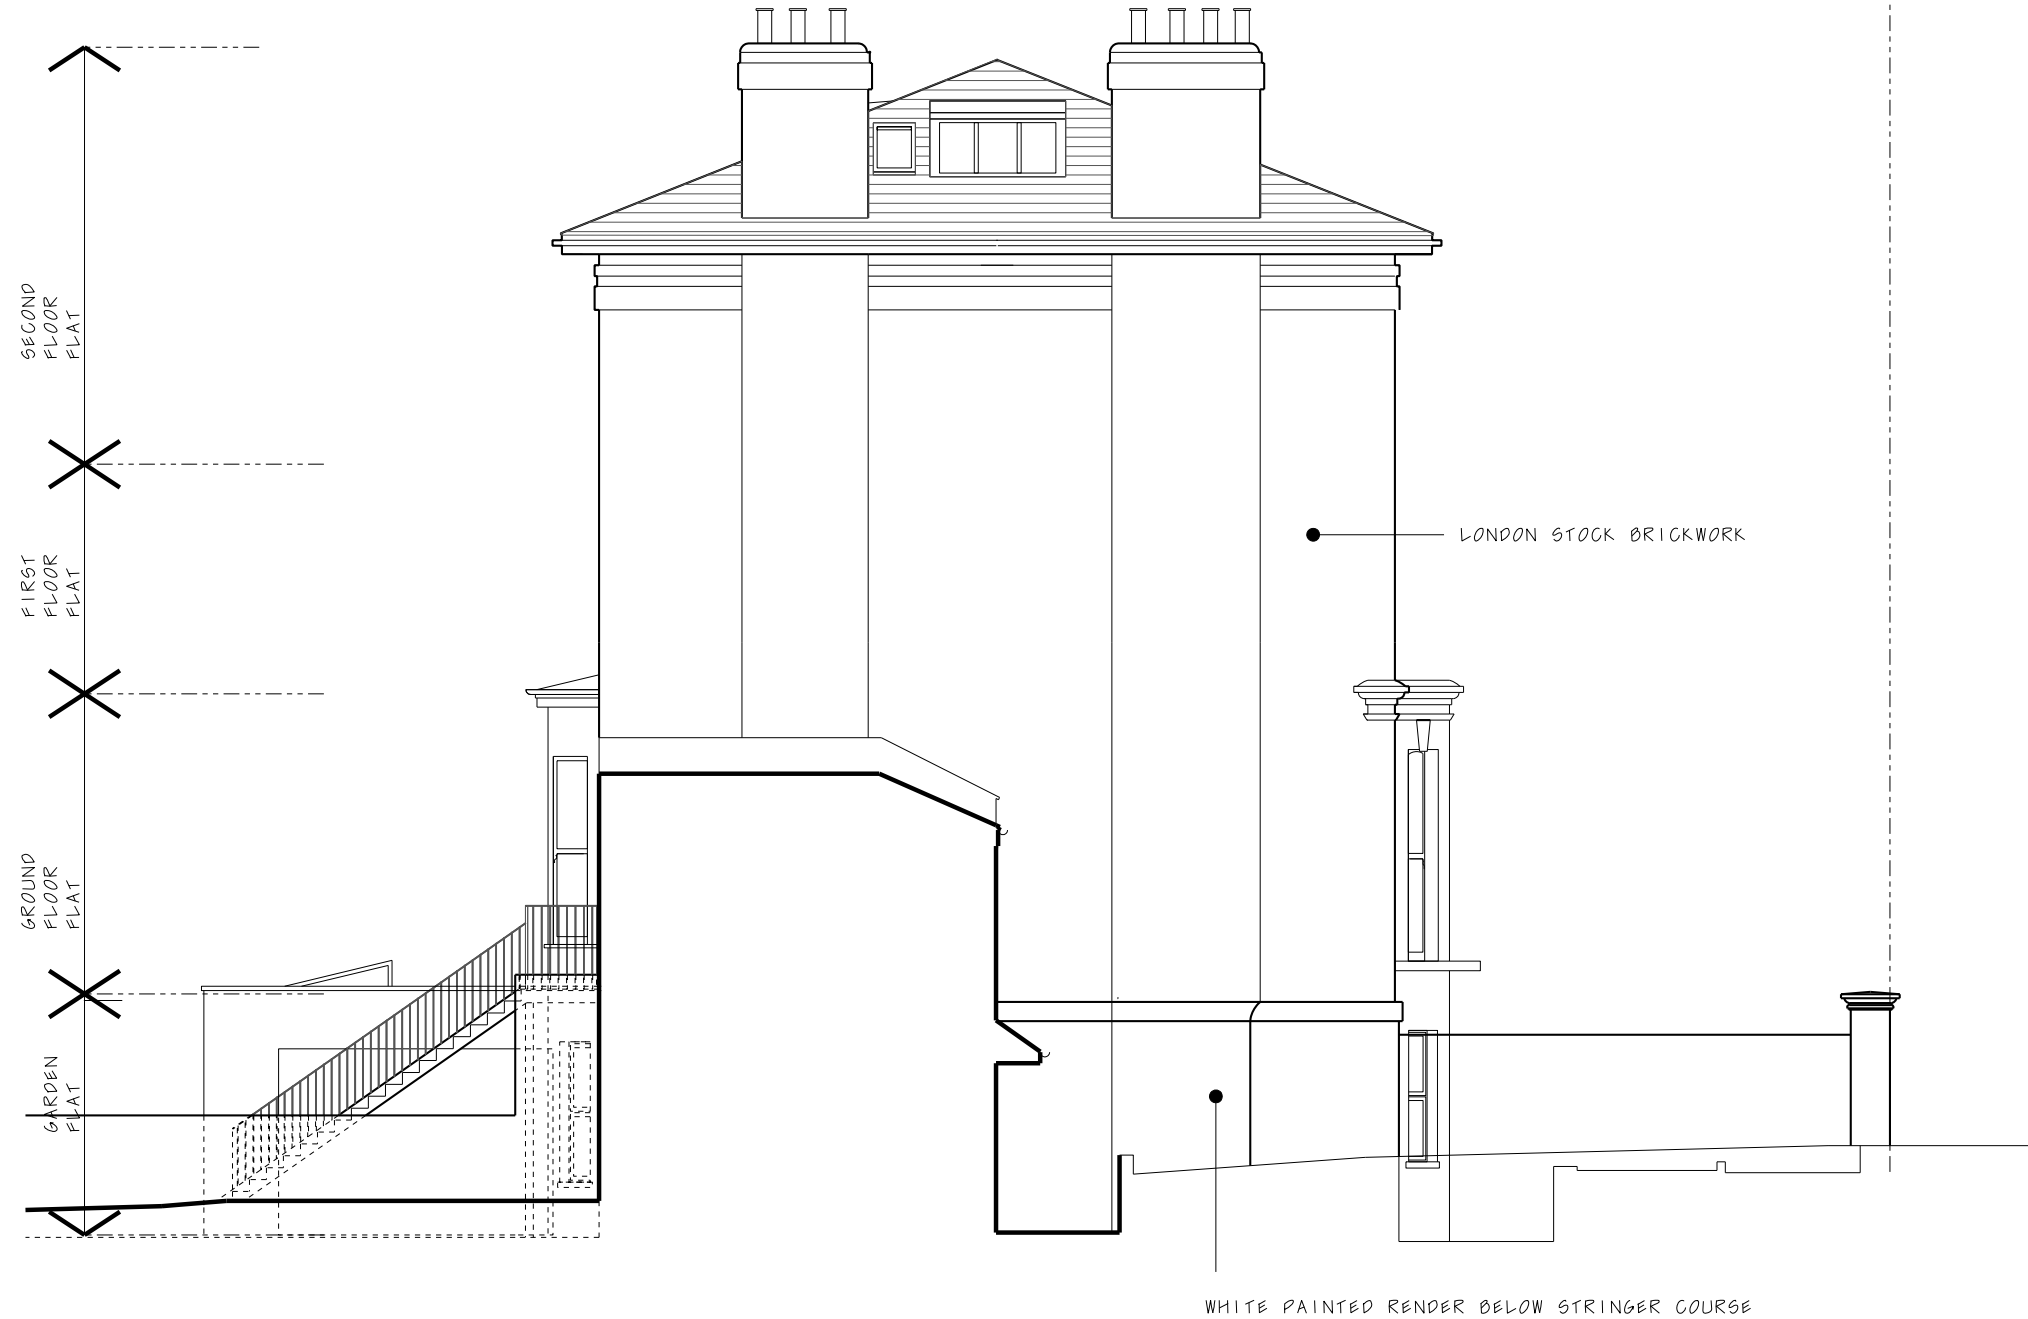 SECOND
FLOOR
FLAT
FIRST
FLOOR
FLAT
LONDON STOCK BRICKWORK
GROUND
FLOOR
FLAT
GARDEN
FLAT
WHITE PAINTED RENDER BELOW STRINGER COURSE